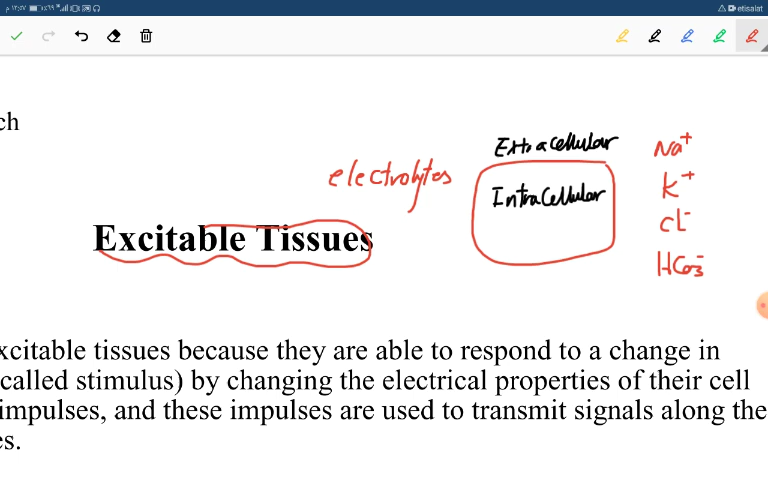 etisalat
ch
Extracellular
electrolytes
IntraCellular
Na+
K+
Cl-
HCO3-
Excitable Tissues
xcitable tissues because they are able to respond to a change in
called stimulus) by changing the electrical properties of their cell
impulses, and these impulses are used to transmit signals along the
es.